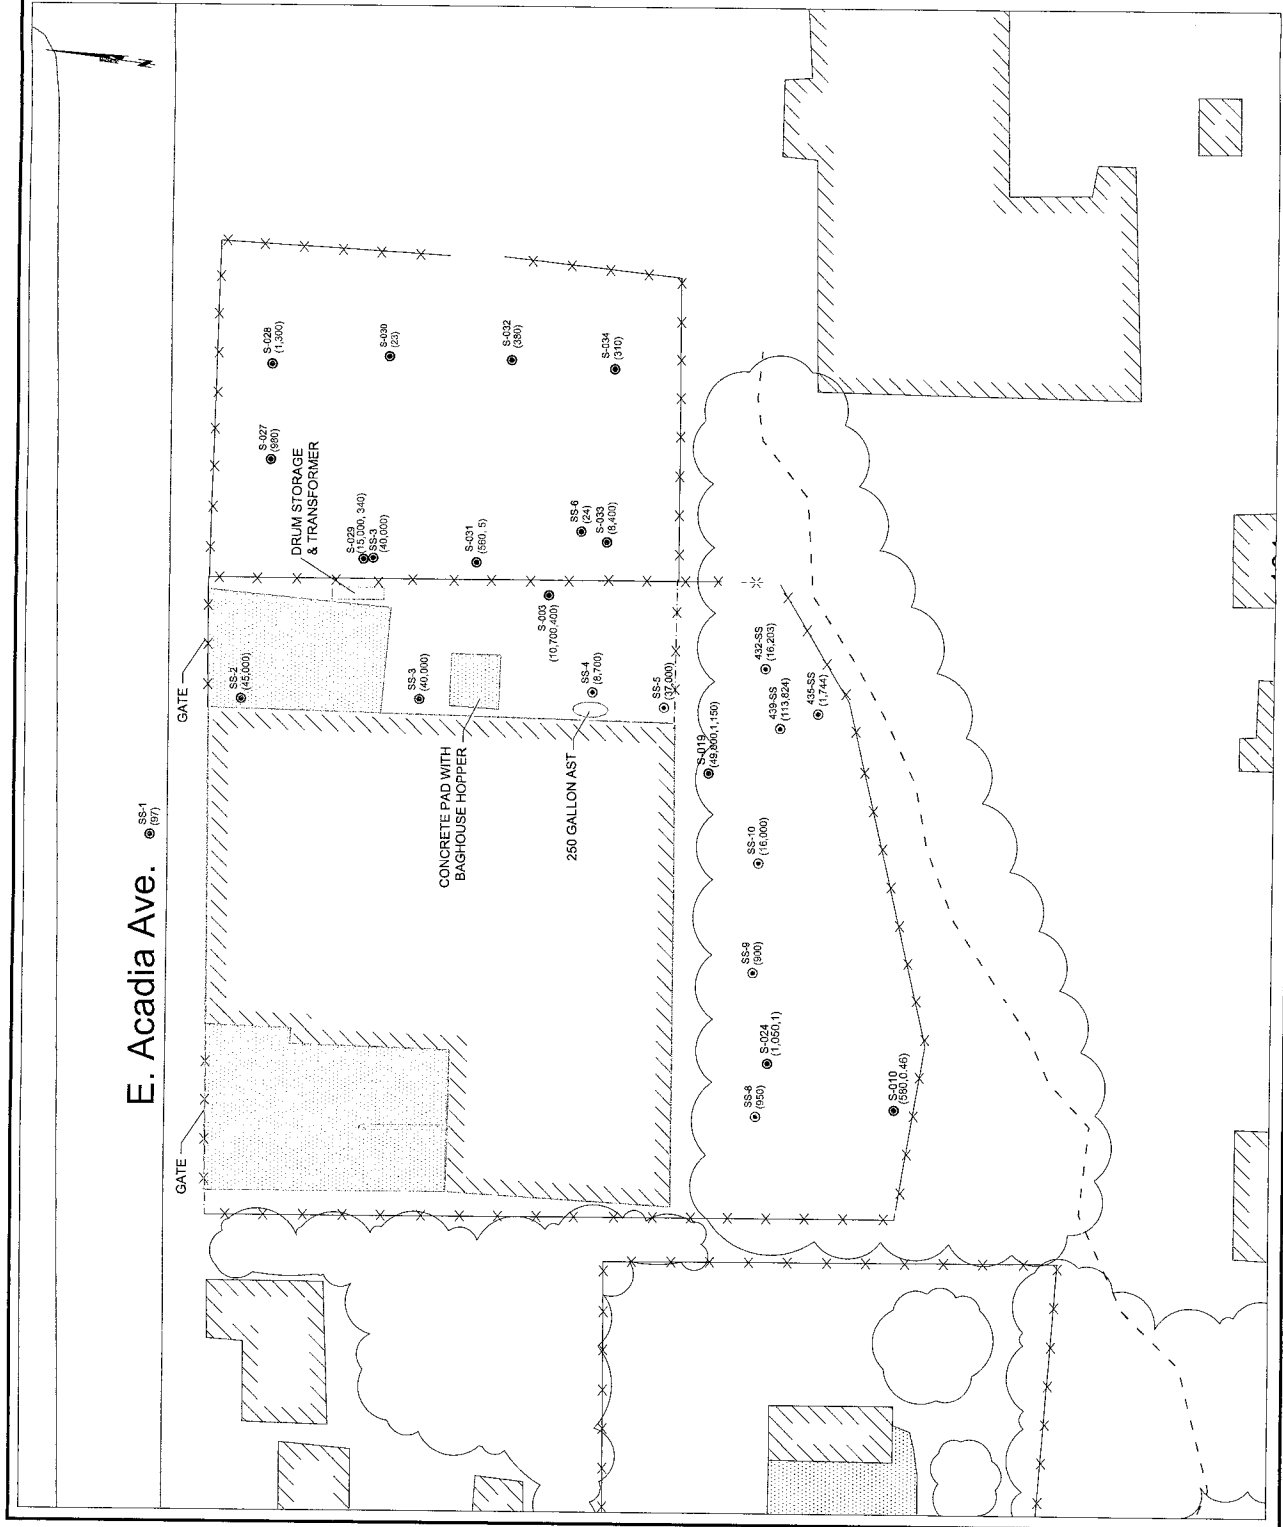 E. Acadia Ave.
SS-1
(97)
GATE
GATE
S-028
(1,300)
S-030
(23)
S-032
(380)
S-034
(310)
S-027
(980)
DRUM STORAGE
& TRANSFORMER
S-029
(15,000, 340)
SS-3
(40,000)
S-031
(560, 5)
SS-6
(24)
S-033
(8,400)
SS-2
(45,000)
SS-3
(40,000)
S-003
(10,700,400)
SS-4
(8,700)
SS-5
(37,000)
CONCRETE PAD WITH
BAGHOUSE HOPPER
250 GALLON AST
432-SS
(16,203)
439-SS
(113,824)
435-SS
(1,744)
S-019
(49,800,1,150)
SS-10
(16,000)
SS-9
(900)
S-024
(1,050,1)
SS-8
(950)
S-010
(580,0.46)